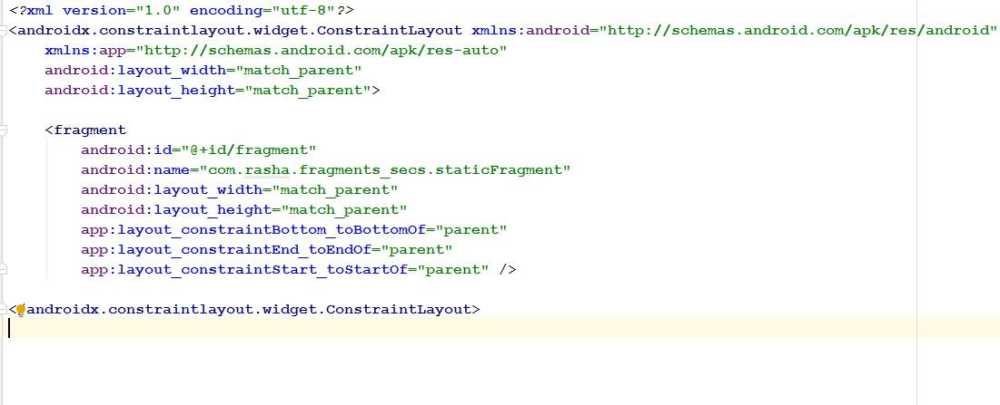 <?xml version="1.0" encoding="utf-8"?>
<androidx.constraintlayout.widget.ConstraintLayout xmlns:android="http://schemas.android.com/apk/res/android"
    xmlns:app="http://schemas.android.com/apk/res-auto"
    android:layout_width="match_parent"
    android:layout_height="match_parent">

    <fragment
        android:id="@+id/fragment"
        android:name="com.rasha.fragments_secs.staticFragment"
        android:layout_width="match_parent"
        android:layout_height="match_parent"
        app:layout_constraintBottom_toBottomOf="parent"
        app:layout_constraintEnd_toEndOf="parent"
        app:layout_constraintStart_toStartOf="parent" />

<androidx.constraintlayout.widget.ConstraintLayout>